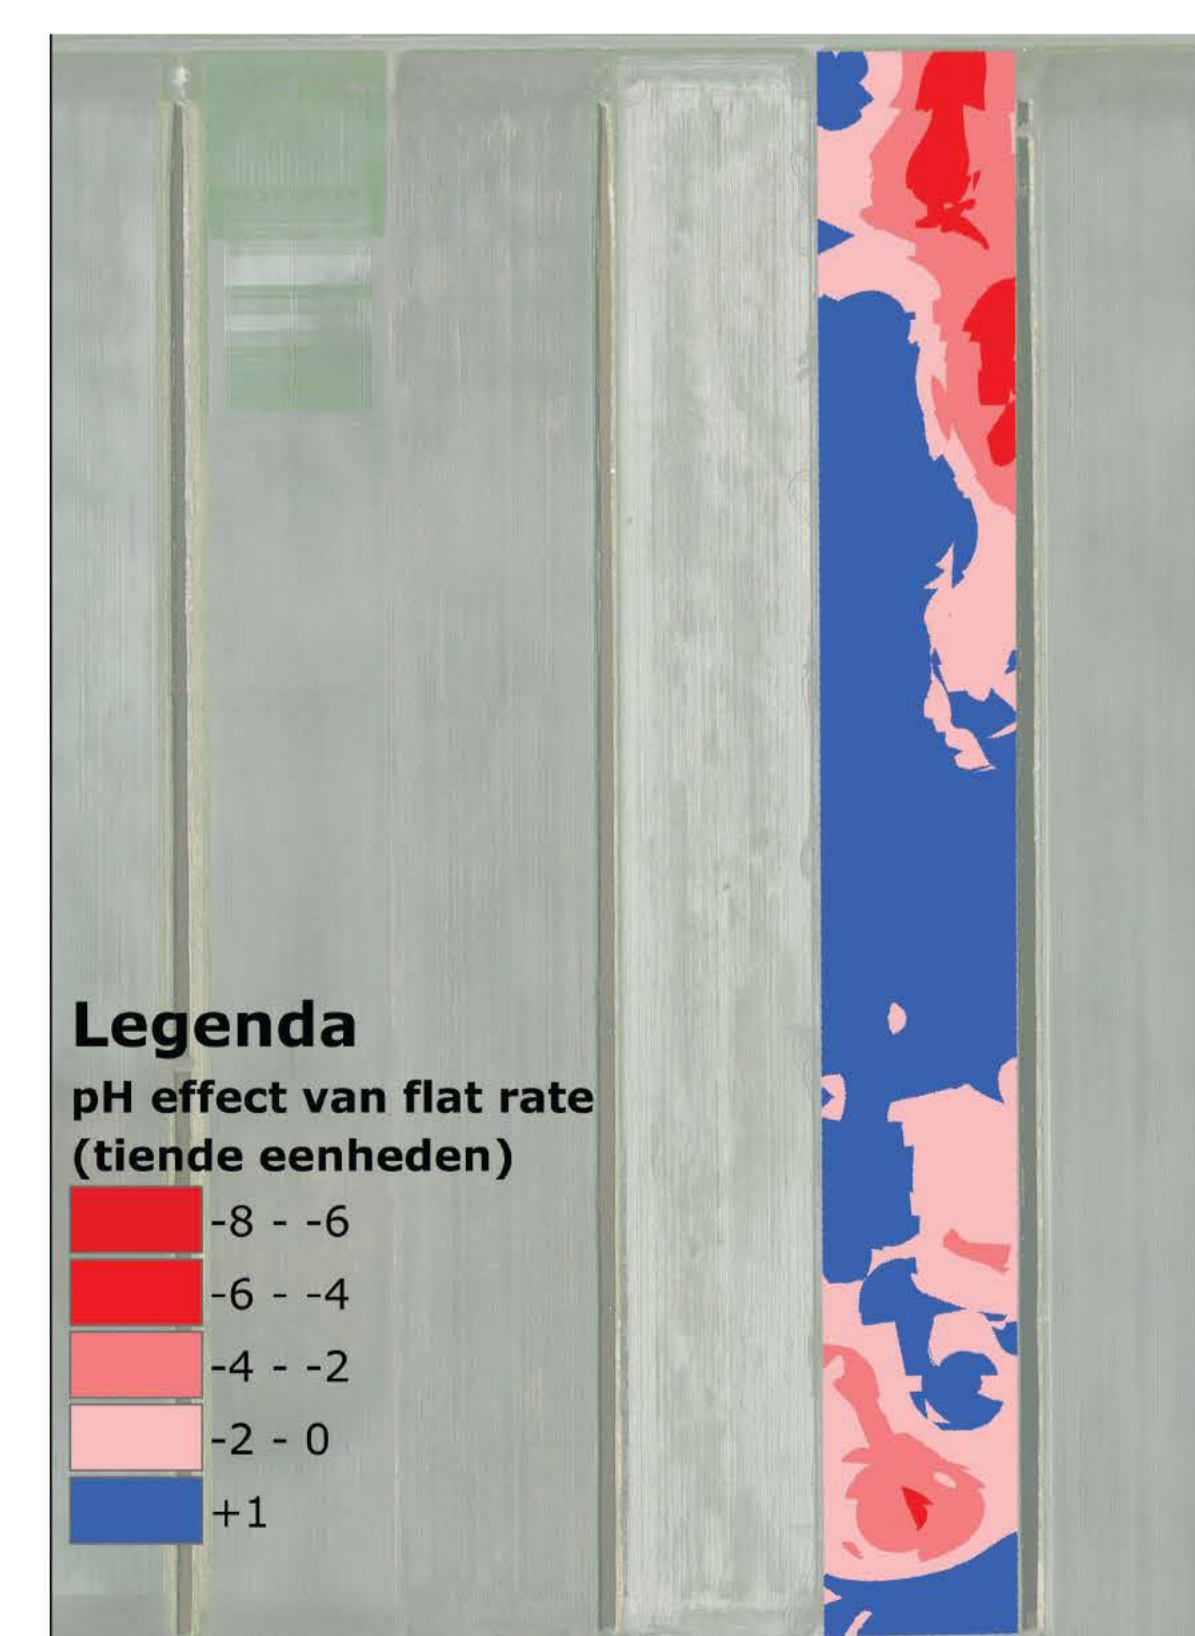 Legenda
pH effect van flat rate
(tiende eenheden)
-8 - -6
-6 - -4
-4 - -2
-2 - 0
+1